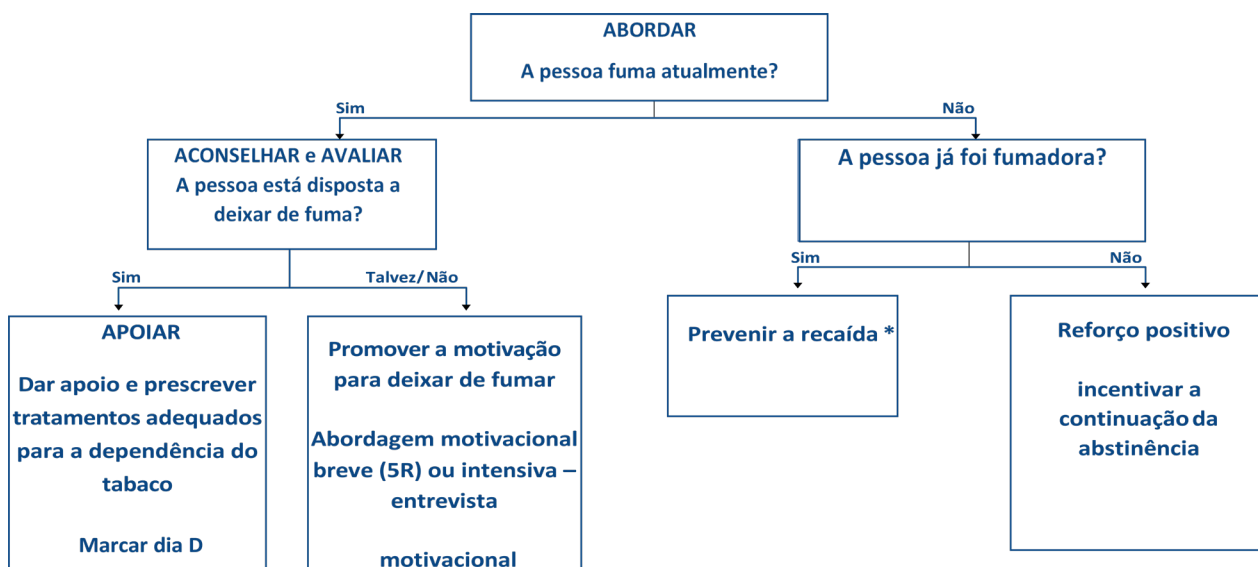 ABORDAR
A pessoa fuma atualmente?
Sim
Não
ACONSELHAR e AVALIAR
A pessoa está disposta a
deixar de fuma?
A pessoa já foi fumadora?
Sim
Talvez/Não
Sim
Não
APOIAR
Dar apoio e prescrever
tratamentos adequados
para a dependência do
tabaco
Marcar dia D
Promover a motivação
para deixar de fumar
Abordagem motivacional
breve (5R) ou intensiva –
entrevista
motivacional
Prevenir a recaída *
Reforço positivo
incentivar a
continuação da
abstinência